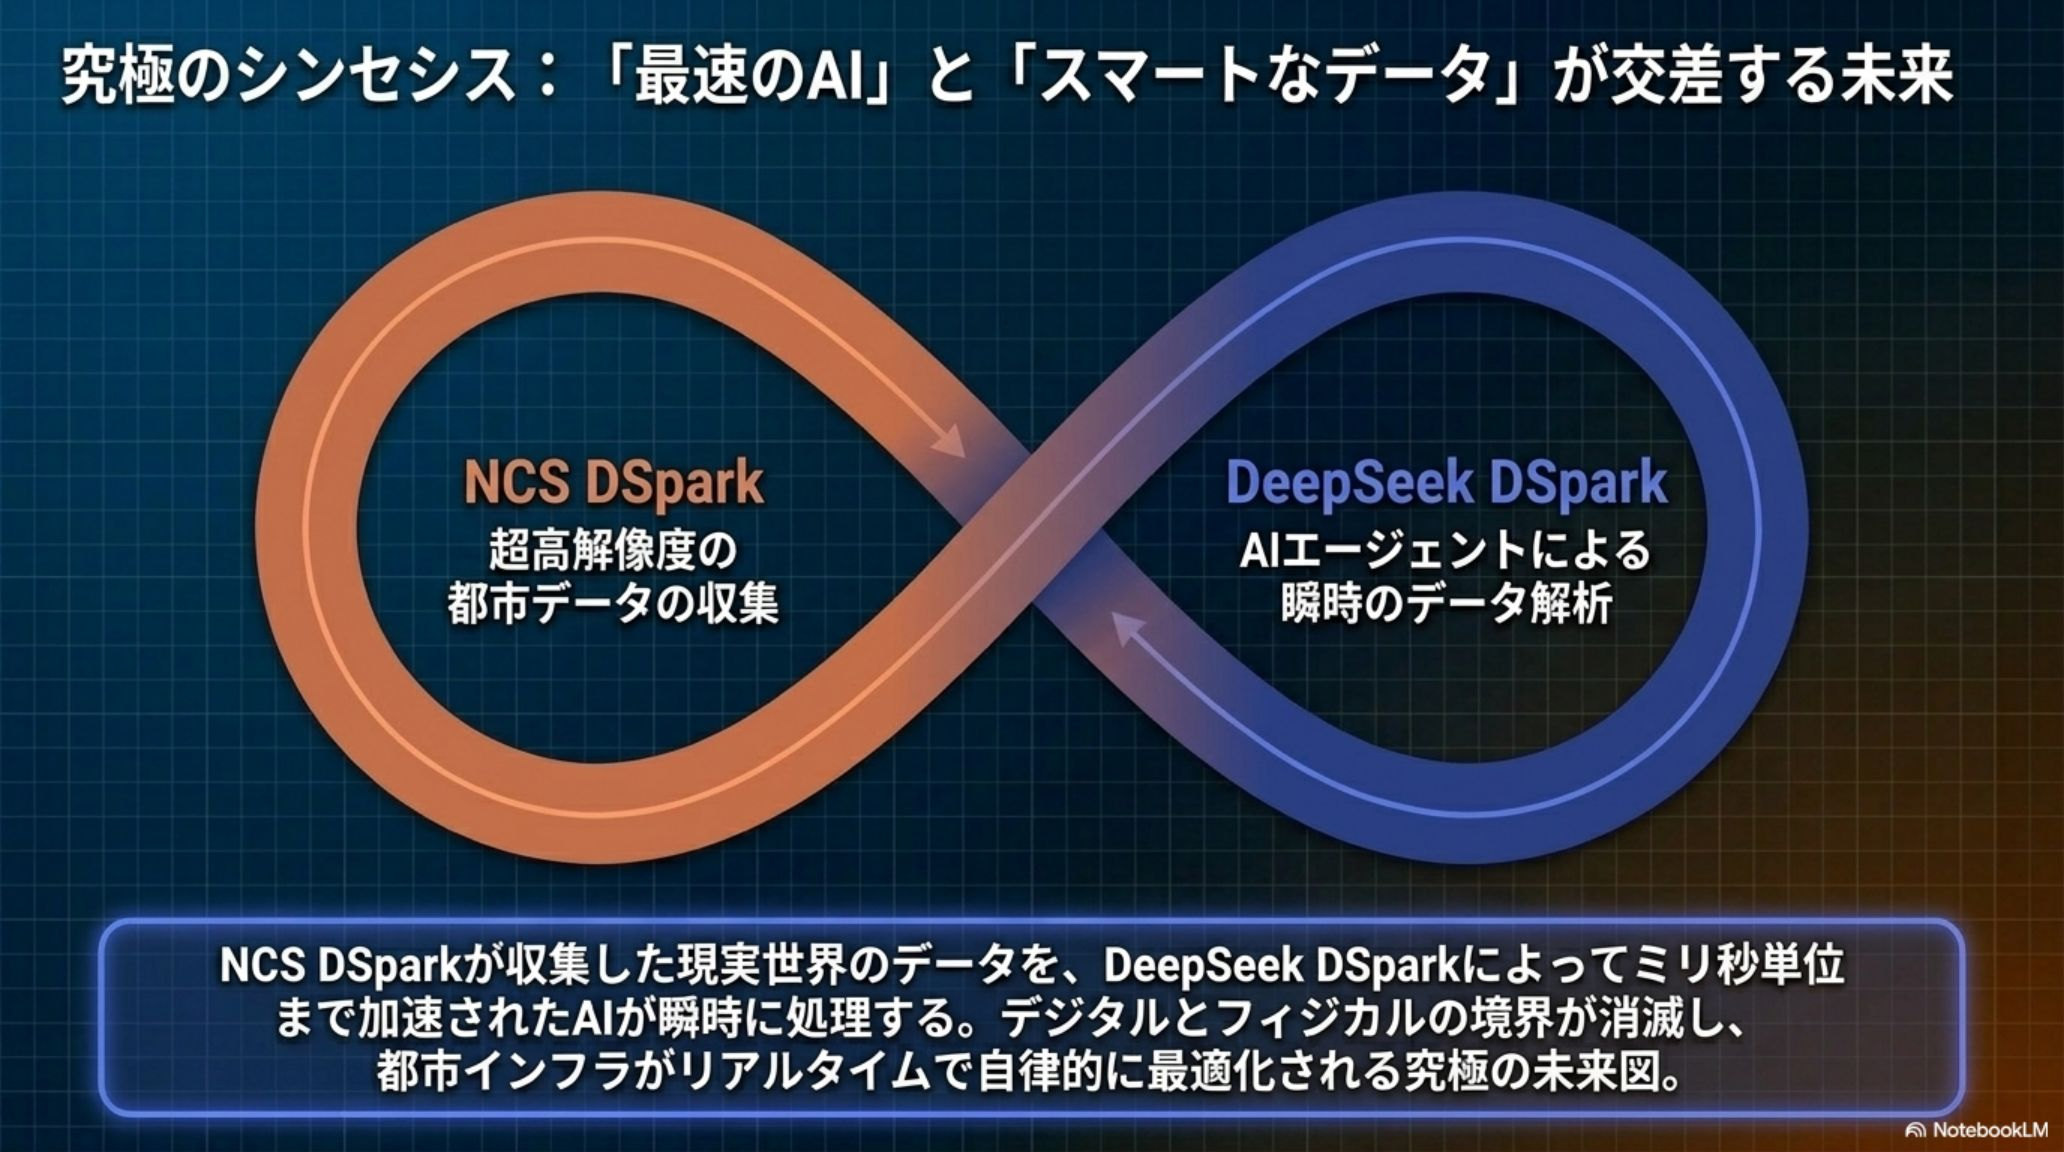 究極のシンセシス：「最速のAI」と「スマートなデータ」が交差する未来
NCS DSpark
超高解像度の
都市データの収集
DeepSeek DSpark
AIエージェントによる
瞬時のデータ解析
NCS DSparkが収集した現実世界のデータを、DeepSeek DSparkによってミリ秒単位
まで加速されたAIが瞬時に処理する。デジタルとフィジカルの境界が消滅し、
都市インフラがリアルタイムで自律的に最適化される究極の未来図。
NotebookLM